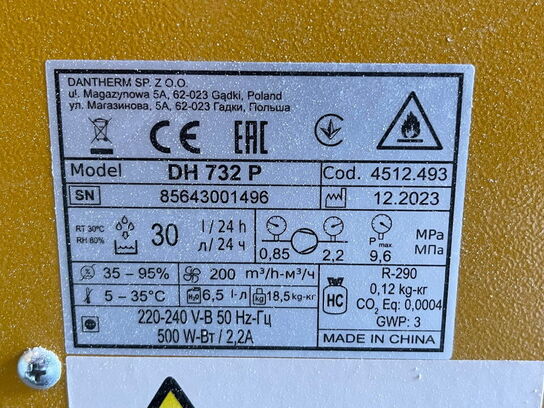 DANTHERM SP. Z O.O.
ul. Magazynowa 5A, 62-023 Gądki, Poland
ул. Магазинова, 5А, 62-023 Гадки, Польша
CE EAC
Model DH 732 P Cod. 4512.493
SN 85643001496 12.2023
RT 30°C RH 80% 30 l / 24 h л / 24 ч 0,85 2,2 P max 9,6 MPa МПа
35 – 95% 200 m³/h-м³/ч
5 – 35°C H2O 6,5 l-л kg 18,5 kg-кг
220-240 V-В 50 Hz-Гц
500 W-Вт / 2,2A
HC R-290
0,12 kg-кг
CO2 Eq: 0,0004
GWP: 3
MADE IN CHINA